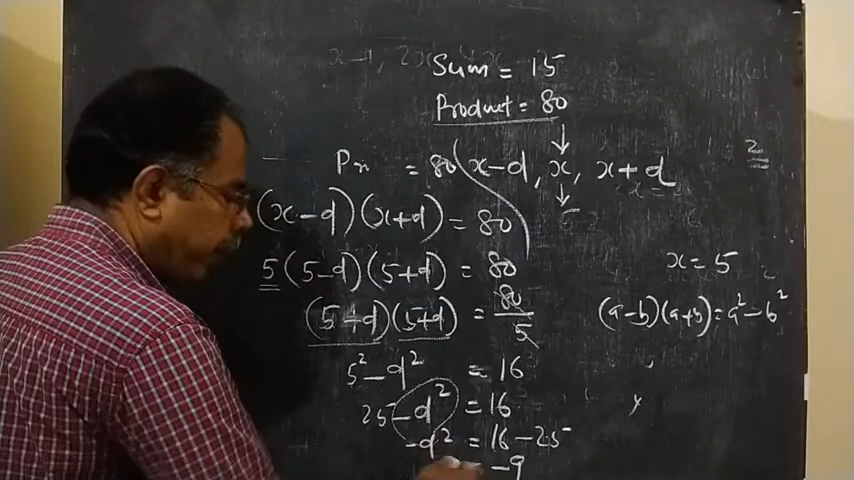 Sum = 15
Product = 80
Pn = 80 x-d, x, x+d
(x-d)(x+d) = 80
5(5-d)(5+d) = 80
x = 5
(5-d)(5+d) = 80/5
(a-b)(a+b) = a²-b²
5²-d² = 16
25-d² = 16
-d² = 16-25
-9